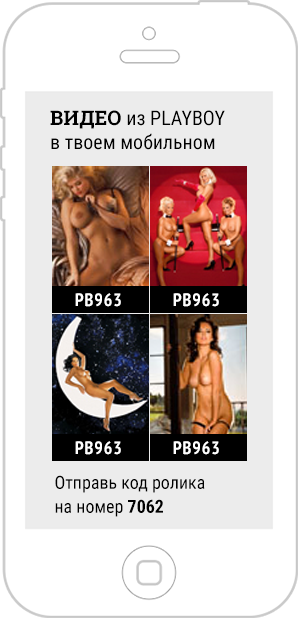 ВИДЕО из PLAYBOY
в твоем мобильном
PB963 PB963
PB963 PB963
Отправь код ролика
на номер 7062